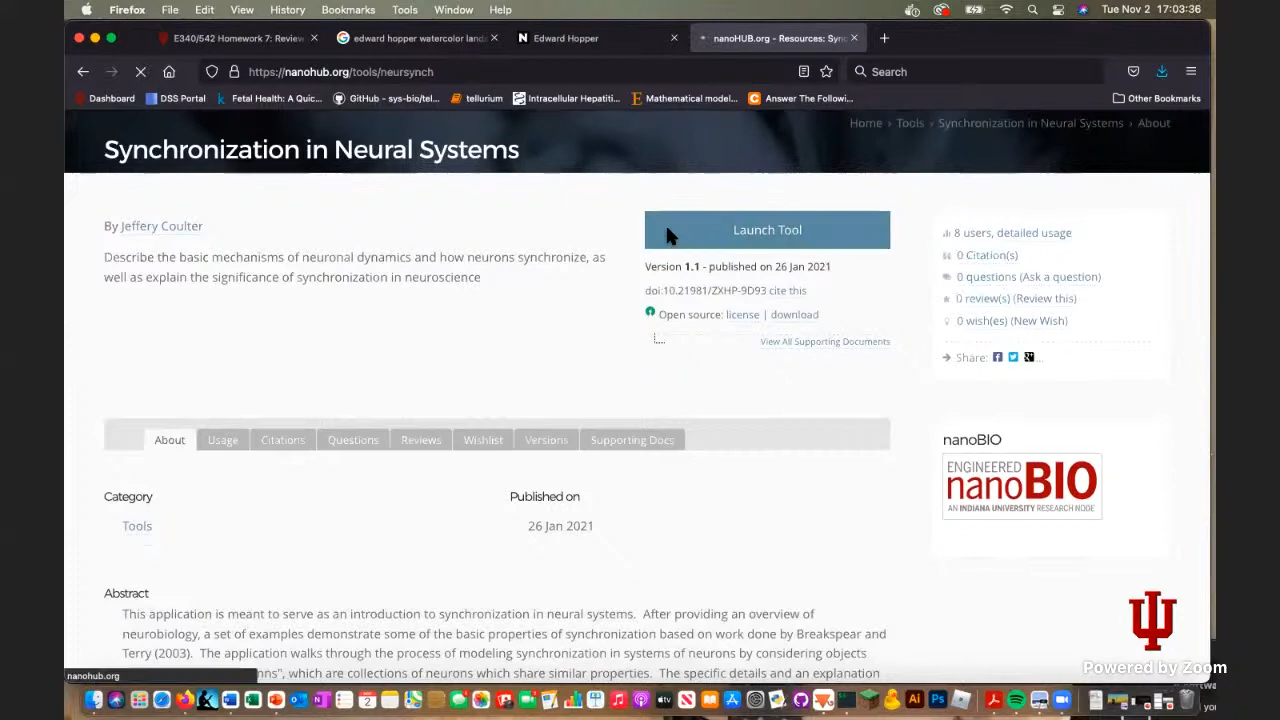 Firefox File Edit View History Bookmarks Tools Window Help Tue Nov 2 17:03:36
E340/542 Homework 7: Review edward hopper watercolor land Edward Hopper nanoHUB.org - Resources: Syn
https://nanohub.org/tools/neursynch Search
Dashboard DSS Portal Fetal Health: A Quic... GitHub - sys-bio/tel... tellurium Intracellular Hepatiti... Mathematical model... Answer The Followi... Other Bookmarks
Home › Tools › Synchronization in Neural Systems › About
Synchronization in Neural Systems
By Jeffery Coulter
Describe the basic mechanisms of neuronal dynamics and how neurons synchronize, as
well as explain the significance of synchronization in neuroscience
Launch Tool
Version 1.1 - published on 26 Jan 2021
doi:10.21981/ZXHP-9D93 cite this
Open source: license | download
View All Supporting Documents
8 users, detailed usage
0 Citation(s)
0 questions (Ask a question)
0 review(s) (Review this)
0 wish(es) (New Wish)
Share: ...
About Usage Citations Questions Reviews Wishlist Versions Supporting Docs
nanoBIO
ENGINEERED
nanoBIO
AN INDIANA UNIVERSITY RESEARCH NODE
Category
Tools
Published on
26 Jan 2021
Abstract
This application is meant to serve as an introduction to synchronization in neural systems. After providing an overview of
neurobiology, a set of examples demonstrate some of the basic properties of synchronization based on work done by Breakspear and
Terry (2003). The application walks through the process of modeling synchronization in systems of neurons by considering objects
ns", which are collections of neurons which share similar properties. The specific details and an explanation
nanohub.org
Powered by Zoom